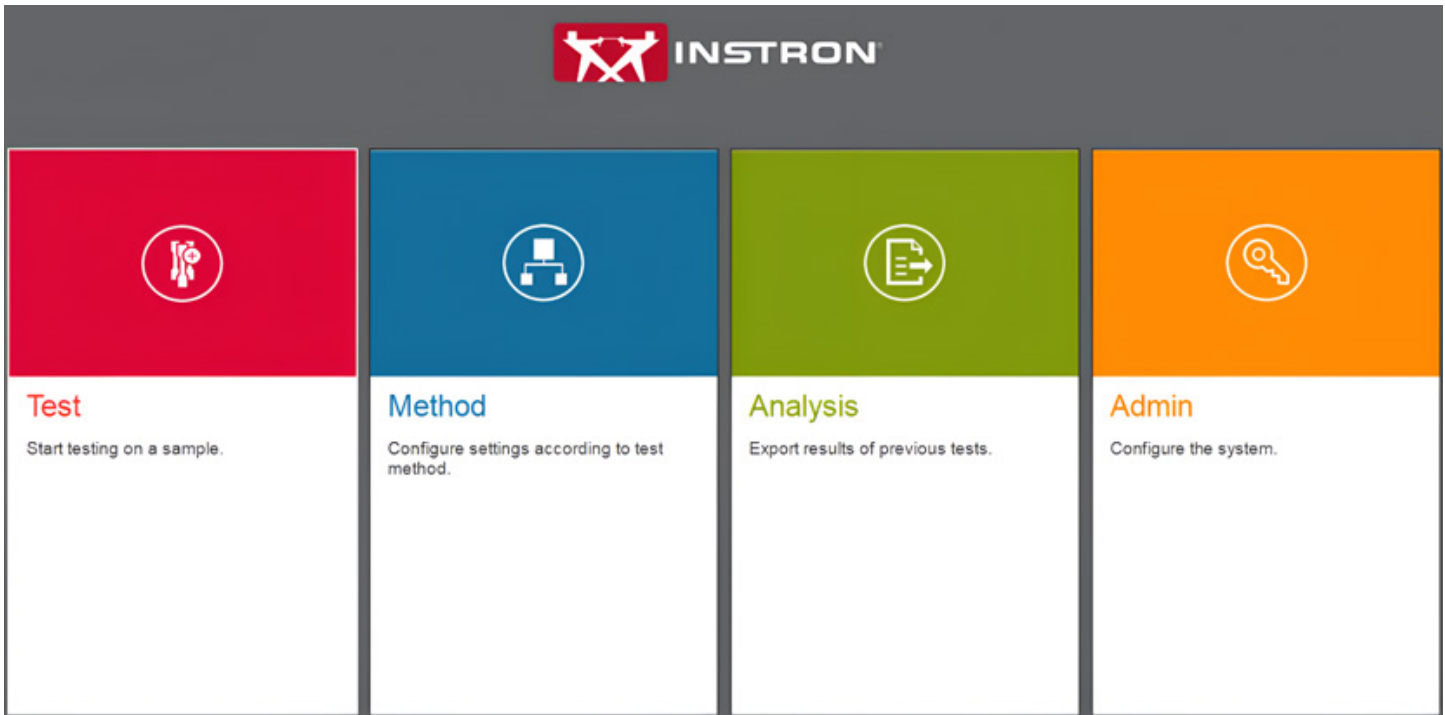 INSTRON
Test
Start testing on a sample.
Method
Configure settings according to test
method.
Analysis
Export results of previous tests.
Admin
Configure the system.